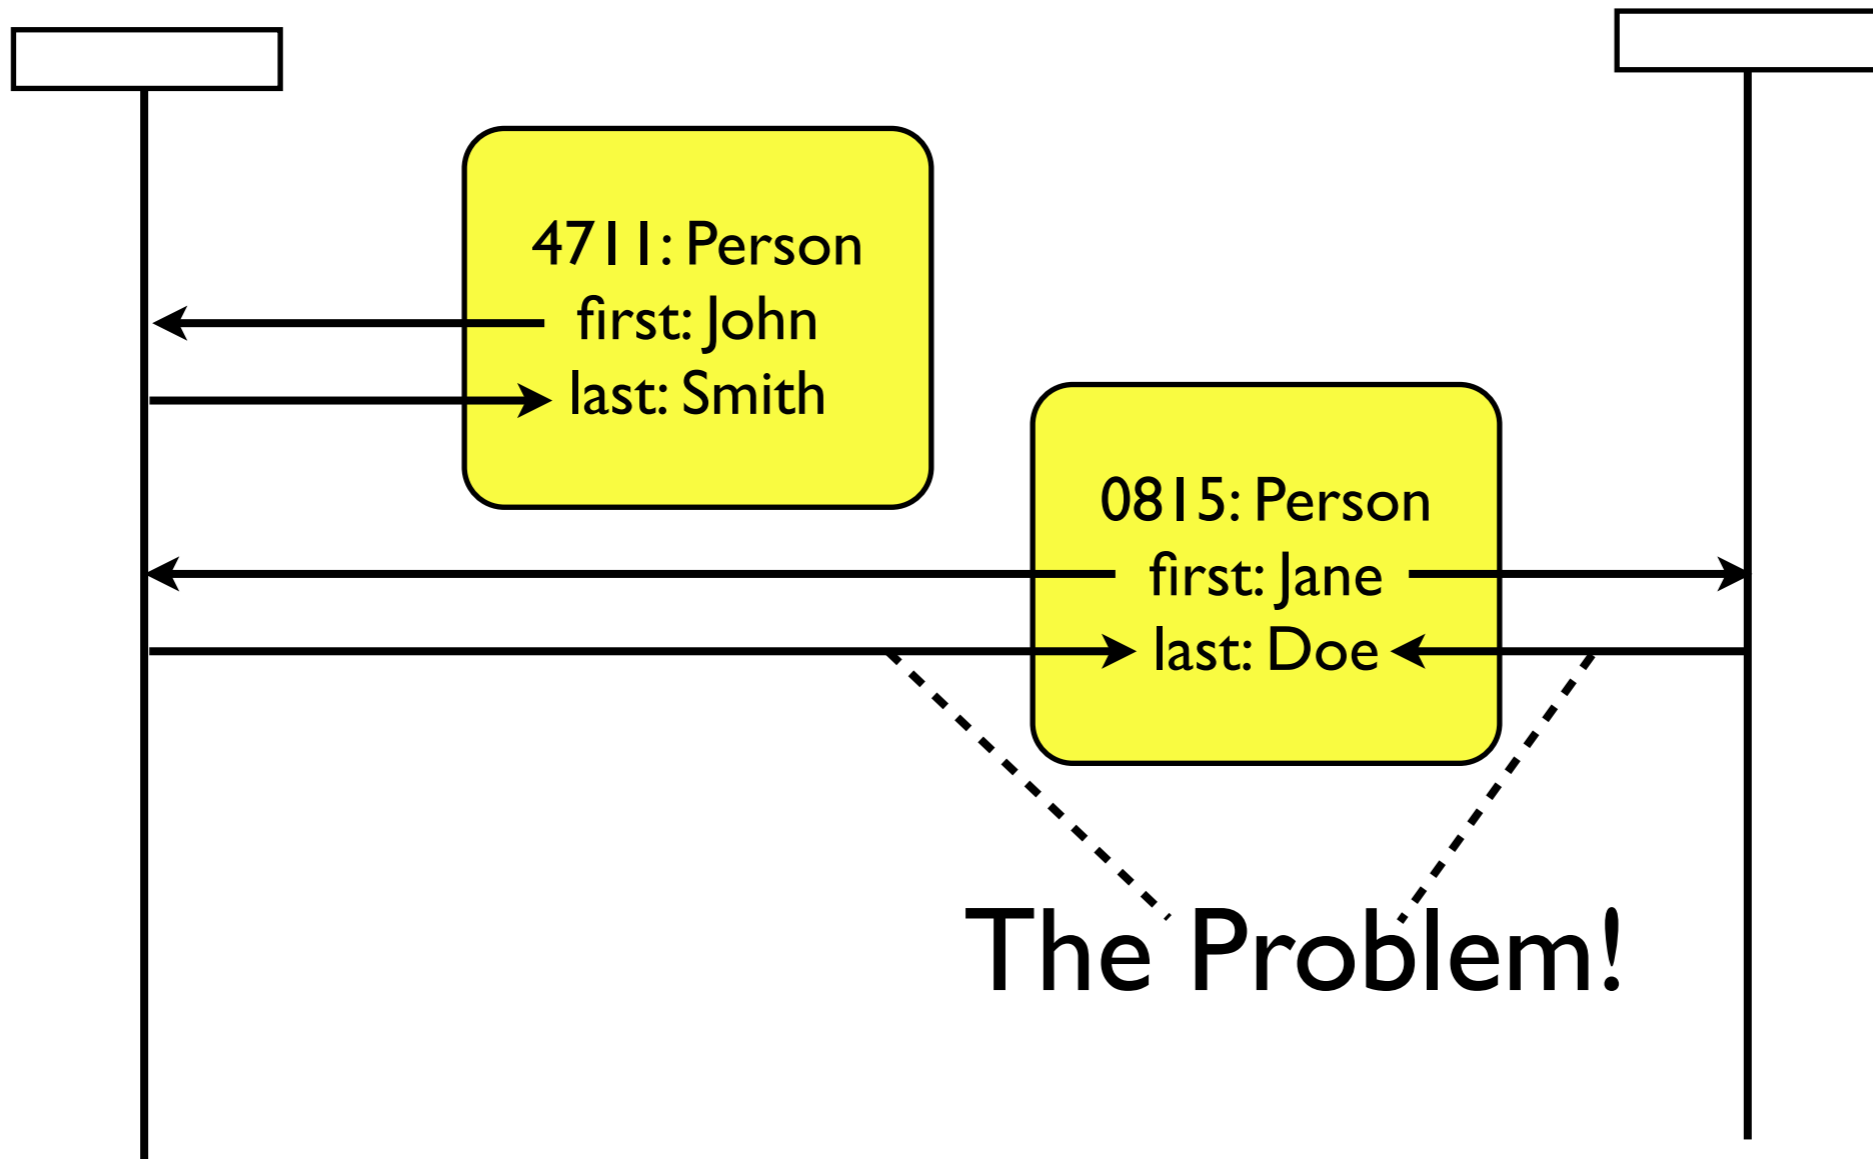 4711: Person
first: John
last: Smith
0815: Person
first: Jane
last: Doe
The Problem!